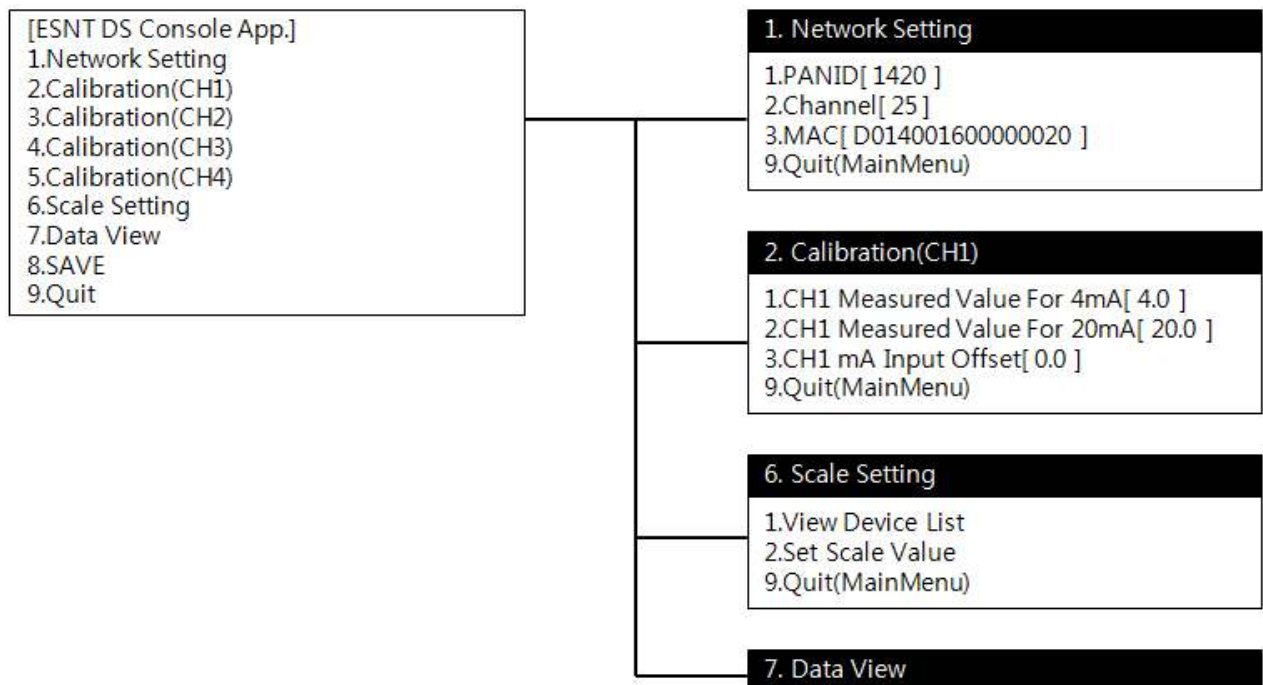 [ESNT DS Console App.]
1.Network Setting
2.Calibration(CH1)
3.Calibration(CH2)
4.Calibration(CH3)
5.Calibration(CH4)
6.Scale Setting
7.Data View
8.SAVE
9.Quit
1. Network Setting
1.PANID[ 1420 ]
2.Channel[ 25 ]
3.MAC[ D014001600000020 ]
9.Quit(MainMenu)
2. Calibration(CH1)
1.CH1 Measured Value For 4mA[ 4.0 ]
2.CH1 Measured Value For 20mA[ 20.0 ]
3.CH1 mA Input Offset[ 0.0 ]
9.Quit(MainMenu)
6. Scale Setting
1.View Device List
2.Set Scale Value
9.Quit(MainMenu)
7. Data View